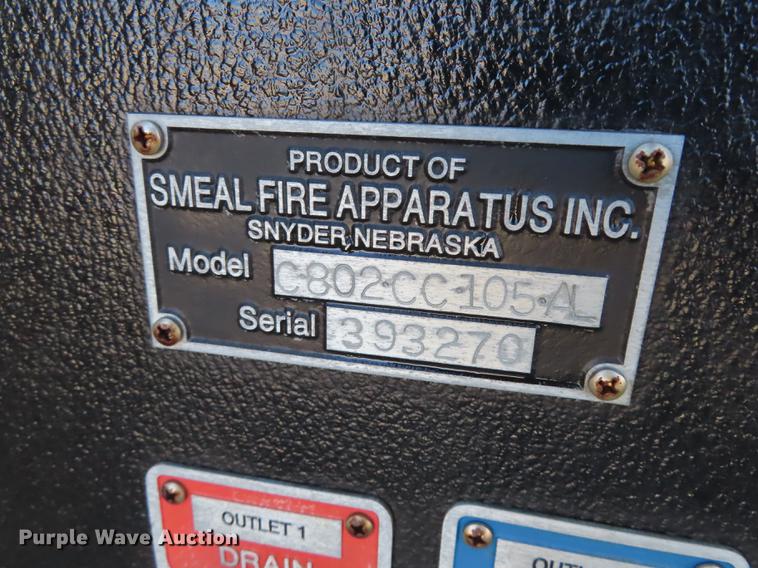 PRODUCT OF
SMEAL FIRE APPARATUS INC.
SNYDER, NEBRASKA
Model C-802-CC-105-AL
Serial 393270
OUTLET 1
DRAIN
Purple Wave Auction